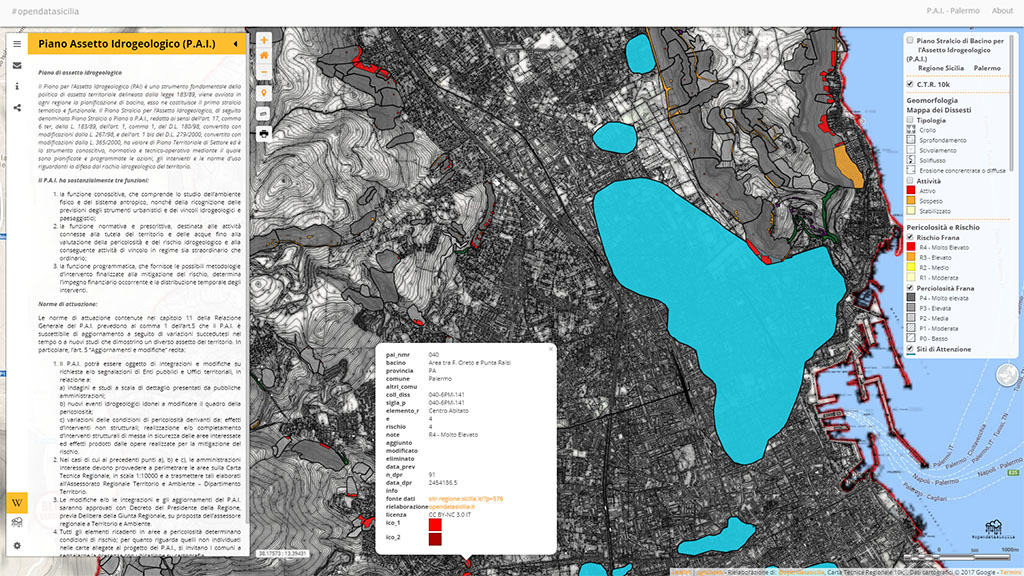 #opendatasicilia
P.A.I. - Palermo
About
Piano Assetto Idrogeologico (P.A.I.)
Piano di assetto idrogeologico
Il Piano per l'Assetto Idrogeologico (PAI) è uno strumento fondamentale della
politica di assetto territoriale delineata dalla legge 183/89, viene avviata in
ogni regione la pianificazione di bacino, esso ne costituisce il primo stralcio
tematico e funzionale. Il Piano Stralcio per l'Assetto Idrogeologico, di seguito
denominato Piano Stralcio o Piano o P.A.I., redatto ai sensi dell'art. 17, comma
6 ter, della L. 183/89, dell'art. 1, comma 1, del D.L. 180/98, convertito con
modificazioni dalla L. 267/98, e dell'art. 1 bis del D.L. 279/2000, convertito con
modificazioni dalla L. 365/2000, ha valore di Piano Territoriale di Settore ed è
lo strumento conoscitivo, normativo e tecnico-operativo mediante il quale
sono pianificate e programmate le azioni, gli interventi e le norme d'uso
riguardanti la difesa dal rischio idrogeologico del territorio.
Il P.A.I. ha sostanzialmente tre funzioni:
1. la funzione conoscitiva, che comprende lo studio dell'ambiente
fisico e del sistema antropico, nonché della ricognizione delle
previsioni degli strumenti urbanistici e dei vincoli idrogeologici e
paesaggistici;
2. la funzione normativa e prescrittiva, destinata alle attività
connesse alla tutela del territorio e delle acque fino alla
valutazione della pericolosità e del rischio idrogeologico e alla
conseguente attività di vincolo in regime sia straordinario che
ordinario;
3. la funzione programmatica, che fornisce le possibili metodologie
d'intervento finalizzate alla mitigazione del rischio, determina
l'impegno finanziario occorrente e la distribuzione temporale degli
interventi.
Norme di attuazione:
Le norme di attuazione contenute nel capitolo 11 della Relazione
Generale del P.A.I. prevedono al comma 1 dell'art.5 che il P.A.I. è
suscettibile di aggiornamento a seguito di variazioni succedutesi nel
tempo o a nuovi studi che dimostrino un diverso assetto del territorio. In
particolare, l'art. 5 "Aggiornamenti e modifiche" recita:
1. Il P.A.I. potrà essere oggetto di integrazioni e modifiche su
richiesta e/o segnalazioni di Enti pubblici e Uffici territoriali, in
relazione a:
a) indagini e studi a scala di dettaglio presentati da pubbliche
amministrazioni;
b) nuovi eventi idrogeologici idonei a modificare il quadro della
pericolosità;
c) variazioni delle condizioni di pericolosità derivanti da: effetti
d'interventi non strutturali; realizzazione e/o completamento
d'interventi strutturali di messa in sicurezza delle aree interessate
ed effetti prodotti dalle opere realizzate per la mitigazione del
rischio.
2. Nei casi di cui ai precedenti punti a), b) e c), le amministrazioni
interessate devono provvedere a perimetrare le aree sulla Carta
Tecnica Regionale, in scala 1:10000 e a trasmettere tali elaborati
all'Assessorato Regionale Territorio e Ambiente – Dipartimento
Territorio.
3. Le modifiche e/o le integrazioni e gli aggiornamenti del P.A.I.
saranno approvati con Decreto del Presidente della Regione,
previa Delibera della Giunta Regionale, su proposta dell'assessore
regionale a Territorio e Ambiente.
4. Tutti gli elementi ricadenti in aree a pericolosità determinano
condizioni di rischio; per quanto riguarda quelli non individuati
nelle carte allegate al progetto del P.A.I., si invitano i comuni a
W
pai_nmr 040
bacino Area tra F. Oreto e Punta Raisi
provincia PA
comune Palermo
altri_comu
coll_diss 040-6PM-141
sigla_p 040-6PM-141
elemento_r Centro Abitato
e 4
rischio 4
note R4 - Molto Elevato
aggiunto
modificato
eliminato
data_prev
n_dpr 91
data_dpr 2454186.5
info
fonte dati sitr.regione.sicilia.it/?p=576
rielaborazione opendatasicilia.it
licenza CC BY-NC 3.0 IT
ico_1
ico_2
38.17573 : 13.39431
Piano Stralcio di Bacino per
l'Assetto Idrogeologico
(P.A.I.)
Regione Sicilia Palermo
C.T.R. 10k
Geomorfologia
Mappa dei Dissesti
Tipologia
Crollo
Sprofondamento
Scivolamento
Soliflusso
Erosione concrentrata o diffusa
Attività
Attivo
Sospeso
Stabilizzato
Pericolosità e Rischio
Rischio Frana
R4 - Molto Elevato
R3 - Elevato
R2 - Medio
R1 - Moderata
Perciolosità Frana
P4 - Molto elevata
P3 - Elevata
P2 - Media
P1 - Moderata
P0 - Basso
Siti di Attenzione
Napoli - Palermo
Palermo - Cagliari
E25
#opendatasicilia
0 500 1000m
Rielaborazione di: @opendatasicilia, Carta Tecnica Regionale 10k, , Dati cartografici © 2017 Google - Termini